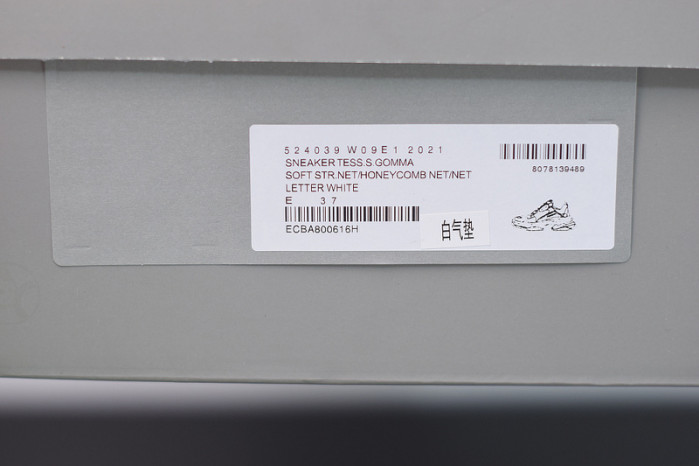 524039 W09E1 2021
SNEAKER TESS.S.GOMMA
SOFT STR.NET/HONEYCOMB NET/NET
LETTER WHITE
E 37
ECBA800616H
8078139489
白气垫